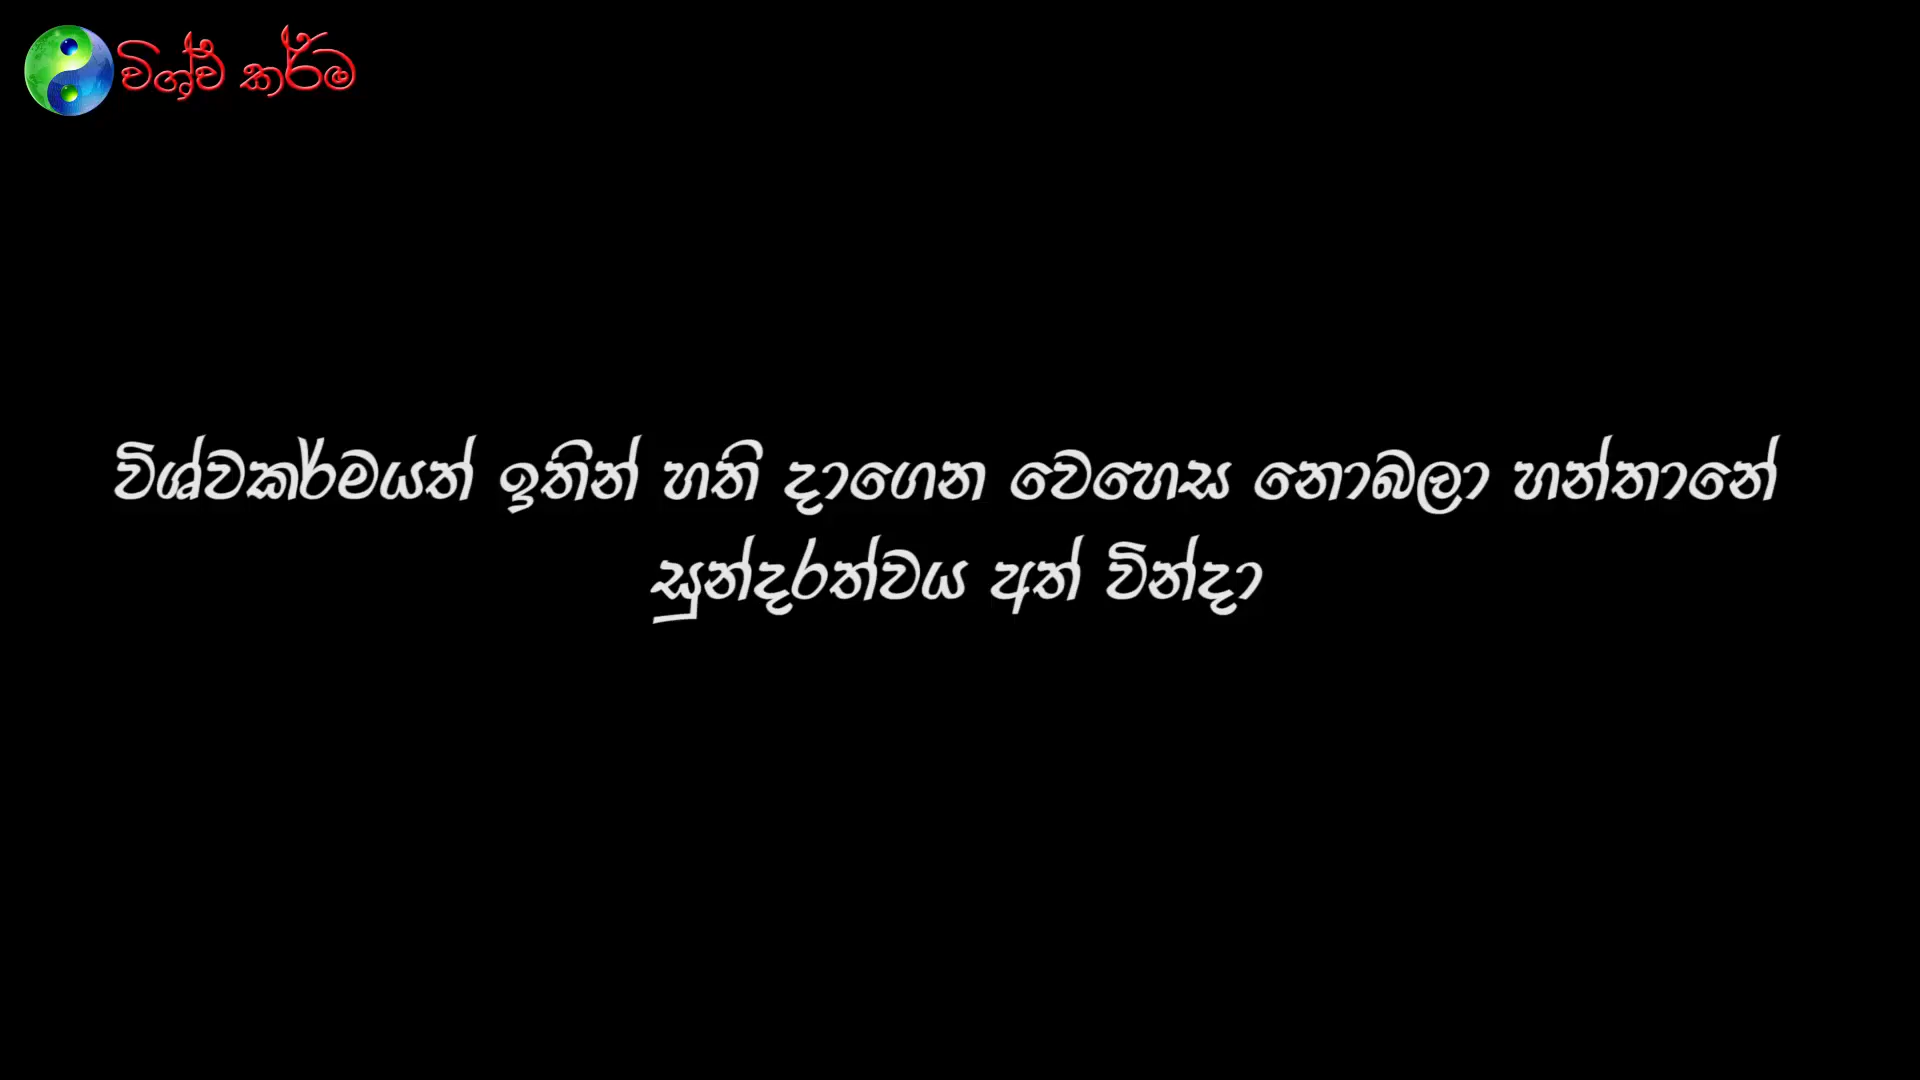 විශ්ව කර්ම
විශ්වකර්මයත් ඉතින් හති දාගෙන වෙහෙස නොබලා හන්තානේ
සුන්දරත්වය අත් වින්දා